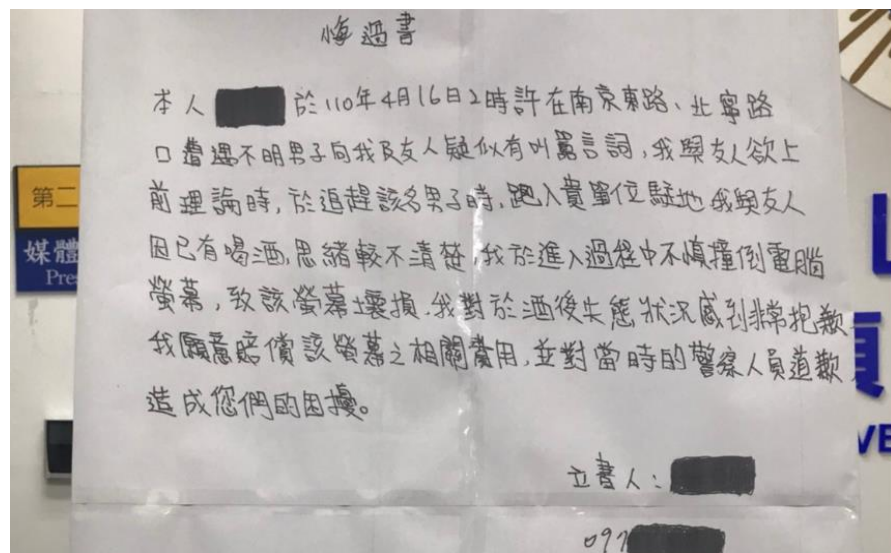 悔過書
本人 於110年4月16日2時許在南京東路、北寧路
口遭遇不明男子向我及友人疑似有叫罵言詞,我與友人欲上
前理論時,於追趕該名男子時,跑入貴單位駐地,我與友人
因已有喝酒,思緒較不清楚,我於進入過程中不慎撞倒電腦
螢幕,致該螢幕壞損,我對於酒後失態狀況感到非常抱歉
我願意賠償該螢幕之相關費用,並對當時的警察人員道歉,
造成您們的困擾。
立書人:
097
第二
媒體
Pre
L
VE